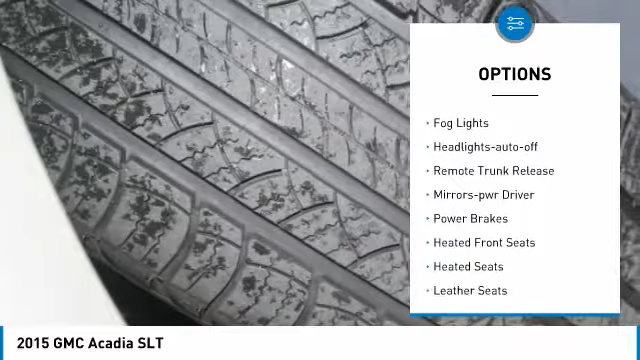 OPTIONS
• Fog Lights
• Headlights-auto-off
• Remote Trunk Release
• Mirrors-pwr Driver
• Power Brakes
• Heated Front Seats
• Heated Seats
• Leather Seats
2015 GMC Acadia SLT